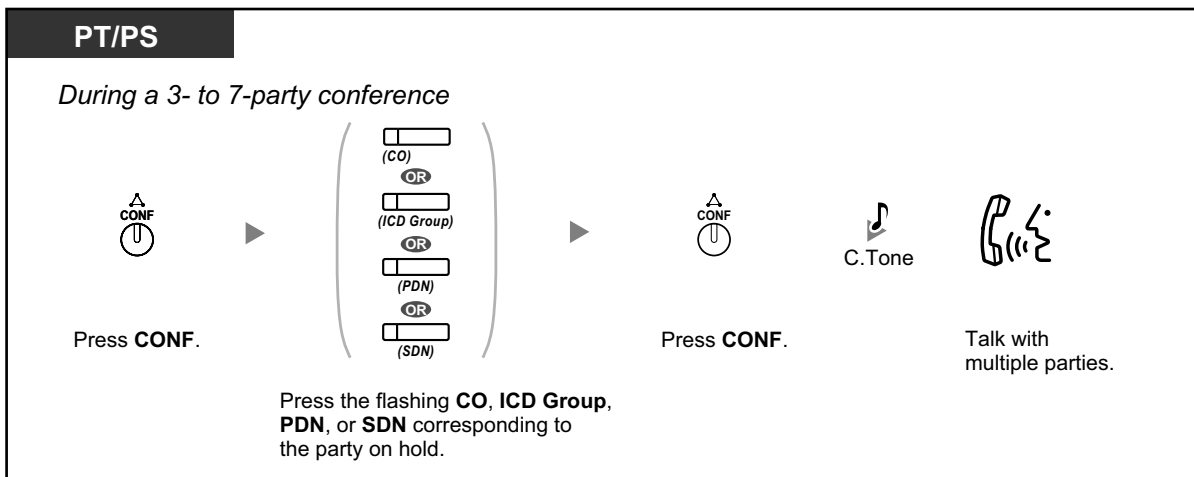 PT/PS
During a 3- to 7-party conference
CONF
Press CONF.
(CO)
OR
(ICD Group)
OR
(PDN)
OR
(SDN)
Press the flashing CO, ICD Group,
PDN, or SDN corresponding to
the party on hold.
CONF
Press CONF.
C.Tone
Talk with
multiple parties.